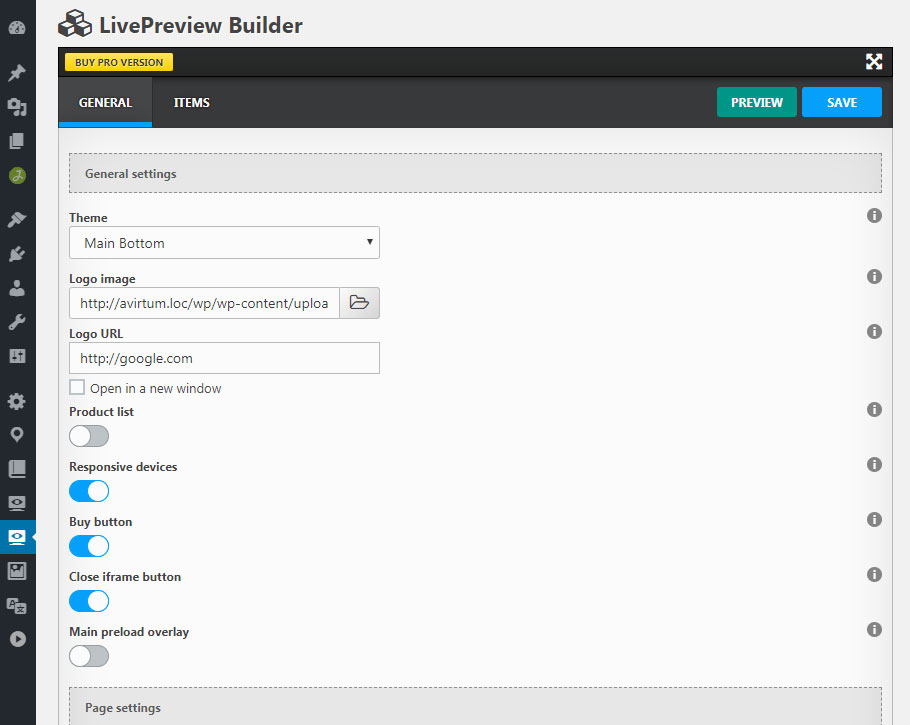 LivePreview Builder
BUY PRO VERSION
GENERAL ITEMS PREVIEW SAVE
General settings
Theme
Main Bottom
Logo image
http://avirtum.loc/wp/wp-content/uploa
Logo URL
http://google.com
Open in a new window
Product list
Responsive devices
Buy button
Close iframe button
Main preload overlay
Page settings